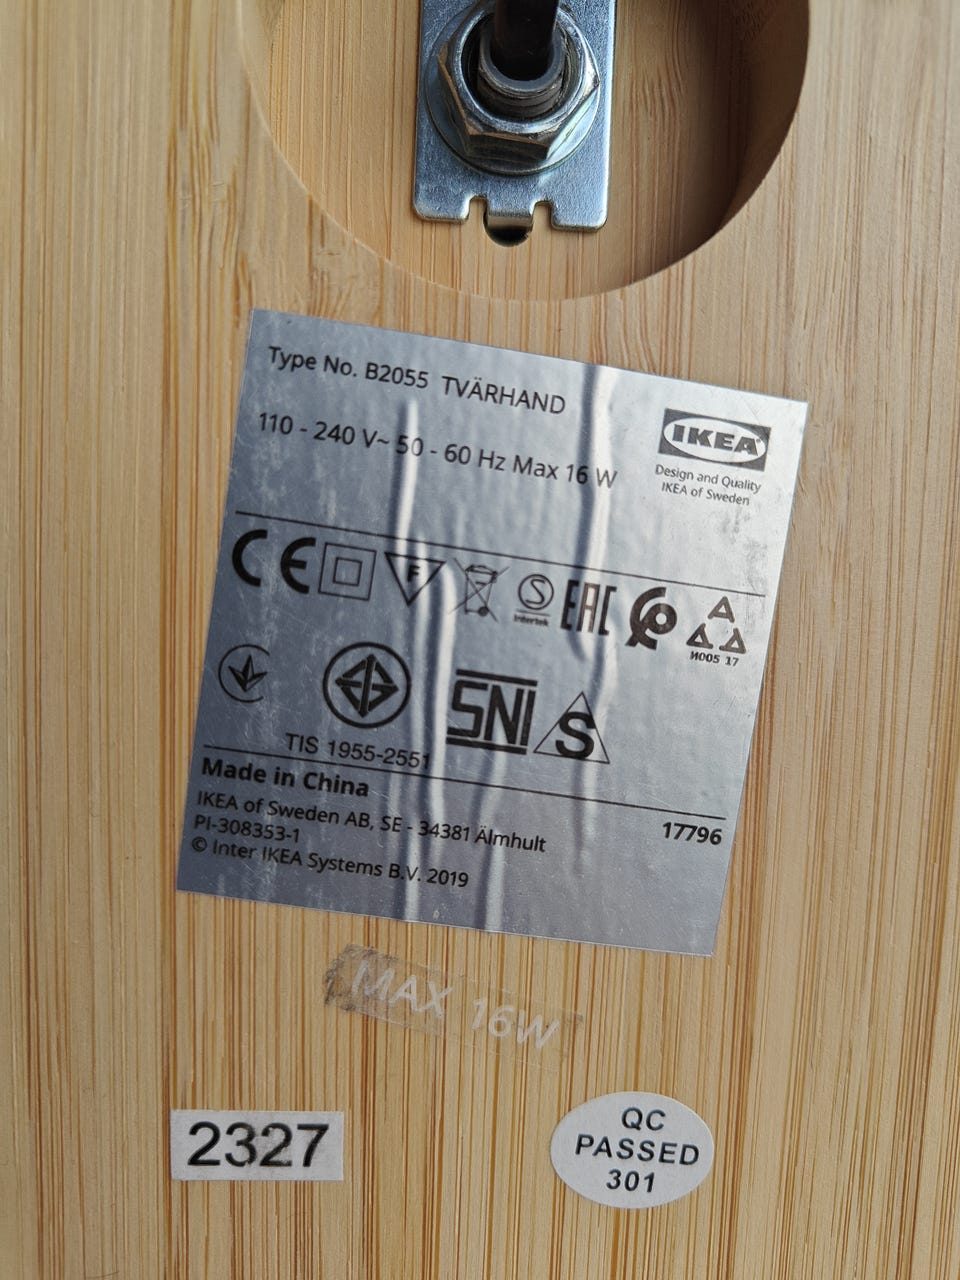 Type No. B2055 TVÄRHAND
110 - 240 V~ 50 - 60 Hz Max 16 W
IKEA
Design and Quality
IKEA of Sweden
CE
F
S
Intertek
EAC
И005 17
TIS 1955-2551
SNI
S
Made in China
IKEA of Sweden AB, SE - 34381 Älmhult
PI-308353-1
17796
© Inter IKEA Systems B.V. 2019
MAX 16W
2327
QC
PASSED
301